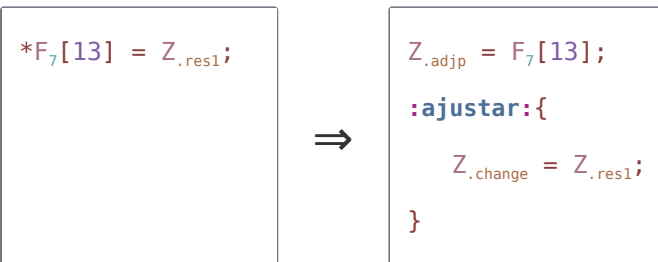 *F₇[13] = Z.res1;
⇒
Z.adjp = F₇[13];
:ajustar:{
Z.change = Z.res1;
}